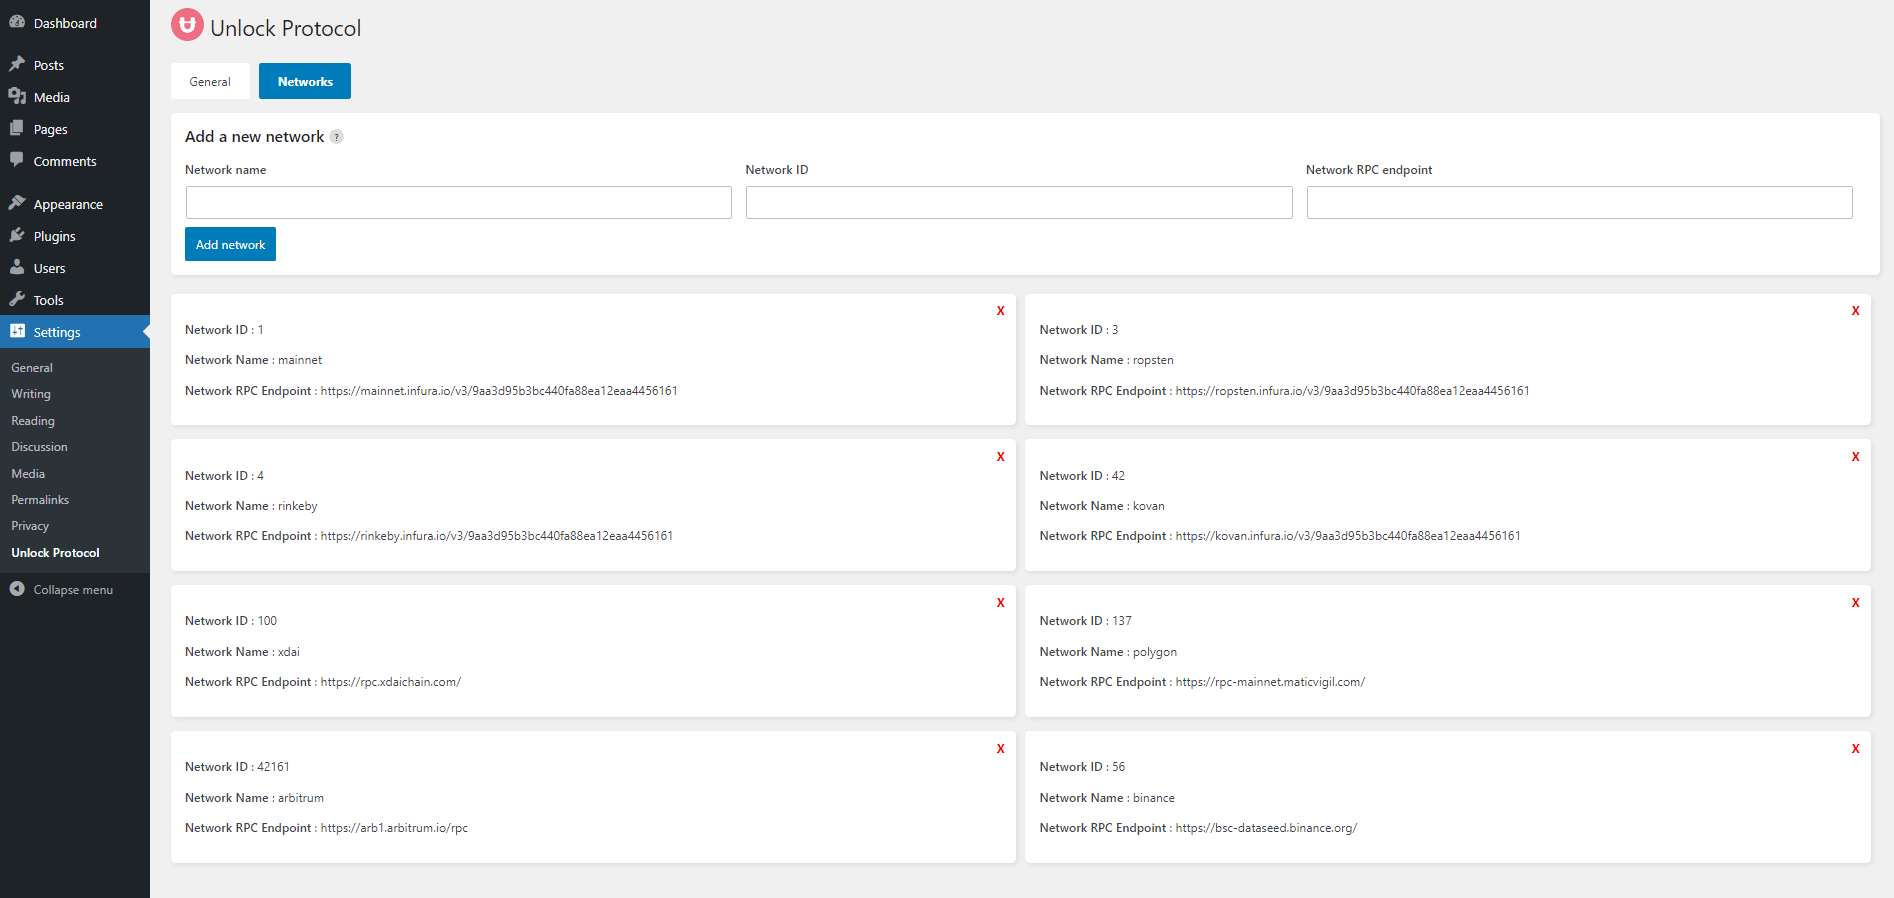 Dashboard
Posts
Media
Pages
Comments
Appearance
Plugins
Users
Tools
Settings
General
Writing
Reading
Discussion
Media
Permalinks
Privacy
Unlock Protocol
Collapse menu
Unlock Protocol
General
Networks
Add a new network ?
Network name
Network ID
Network RPC endpoint
Add network
X
Network ID : 1
Network Name : mainnet
Network RPC Endpoint : https://mainnet.infura.io/v3/9aa3d95b3bc440fa88ea12eaa4456161
X
Network ID : 3
Network Name : ropsten
Network RPC Endpoint : https://ropsten.infura.io/v3/9aa3d95b3bc440fa88ea12eaa4456161
X
Network ID : 4
Network Name : rinkeby
Network RPC Endpoint : https://rinkeby.infura.io/v3/9aa3d95b3bc440fa88ea12eaa4456161
X
Network ID : 42
Network Name : kovan
Network RPC Endpoint : https://kovan.infura.io/v3/9aa3d95b3bc440fa88ea12eaa4456161
X
Network ID : 100
Network Name : xdai
Network RPC Endpoint : https://rpc.xdaichain.com/
X
Network ID : 137
Network Name : polygon
Network RPC Endpoint : https://rpc-mainnet.maticvigil.com/
X
Network ID : 42161
Network Name : arbitrum
Network RPC Endpoint : https://arb1.arbitrum.io/rpc
X
Network ID : 56
Network Name : binance
Network RPC Endpoint : https://bsc-dataseed.binance.org/